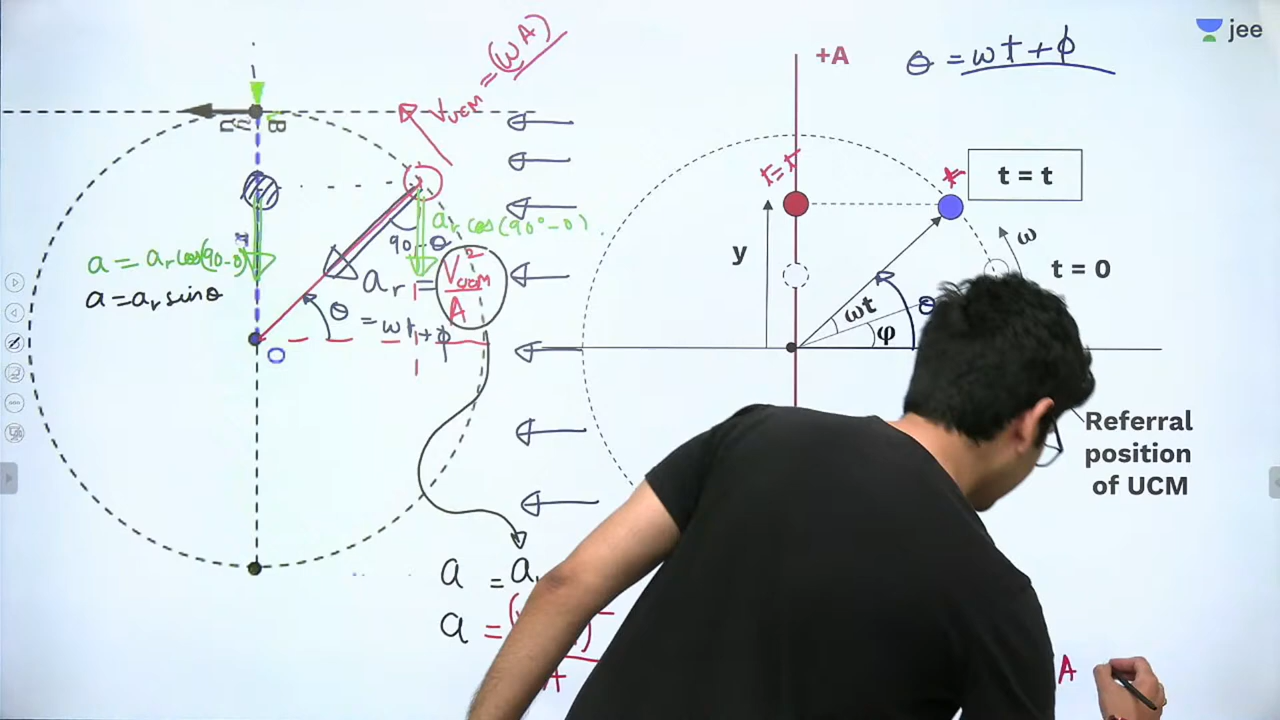 jee
V_UCM = (ωA)
+A
θ = ωt + ϕ
t = t
t = t
B
a_r cos(90°-θ)
90-θ
a = a_r cos(90-θ)
a = a_r sinθ
a_r = V²_UCM / A
θ = ωt + ϕ
O
y
ω
t = 0
ωt
φ
θ
Referral
position
of UCM
a = a
a =
A